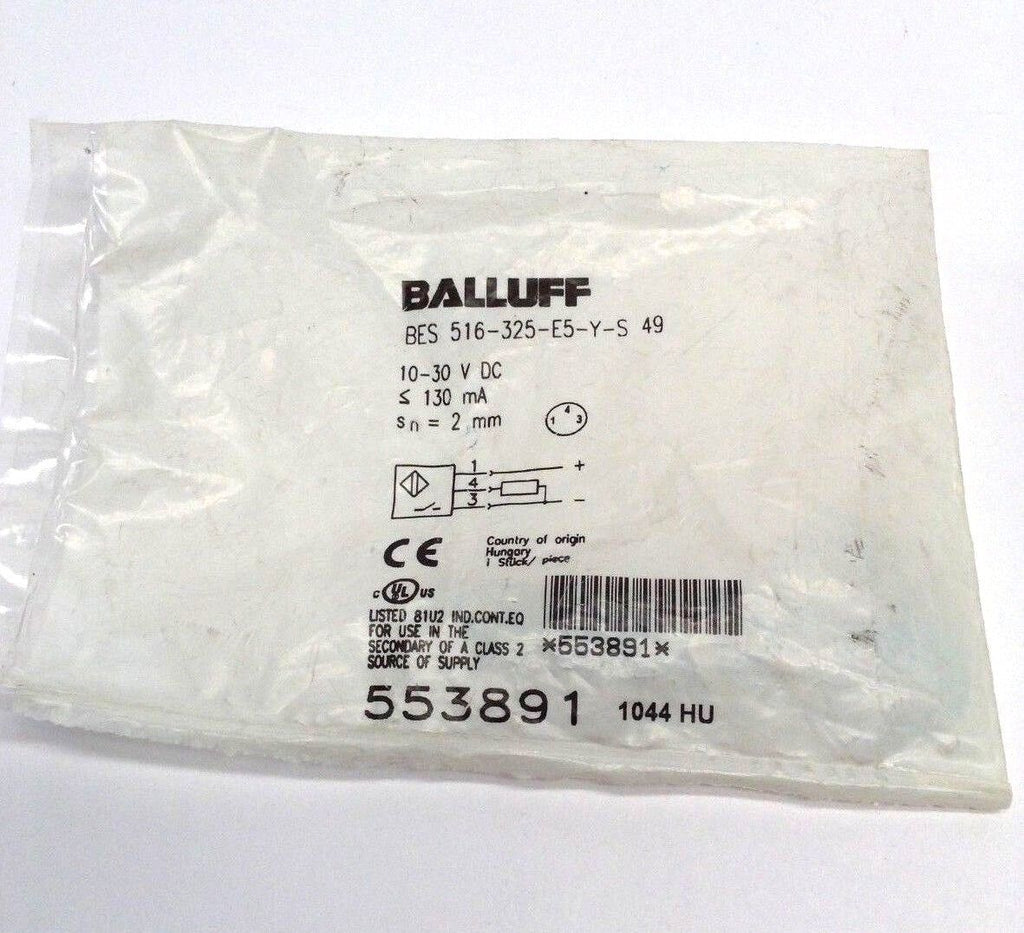 BALLUFF
BES 516-325-E5-Y-S 49
10-30 V DC
≤ 130 mA
sn = 2 mm
1 4 3
1 +
4
3 −
CE
Country of origin
Hungary
1 Stück/ piece
c UL US
LISTED 81U2 IND.CONT.EQ
FOR USE IN THE
SECONDARY OF A CLASS 2
SOURCE OF SUPPLY
*553891*
553891 1044 HU